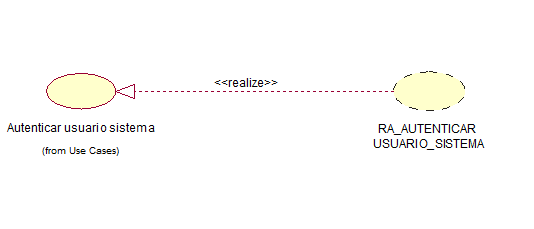 <<realize>>
Autenticar usuario sistema
(from Use Cases)
RA_AUTENTICAR
USUARIO_SISTEMA